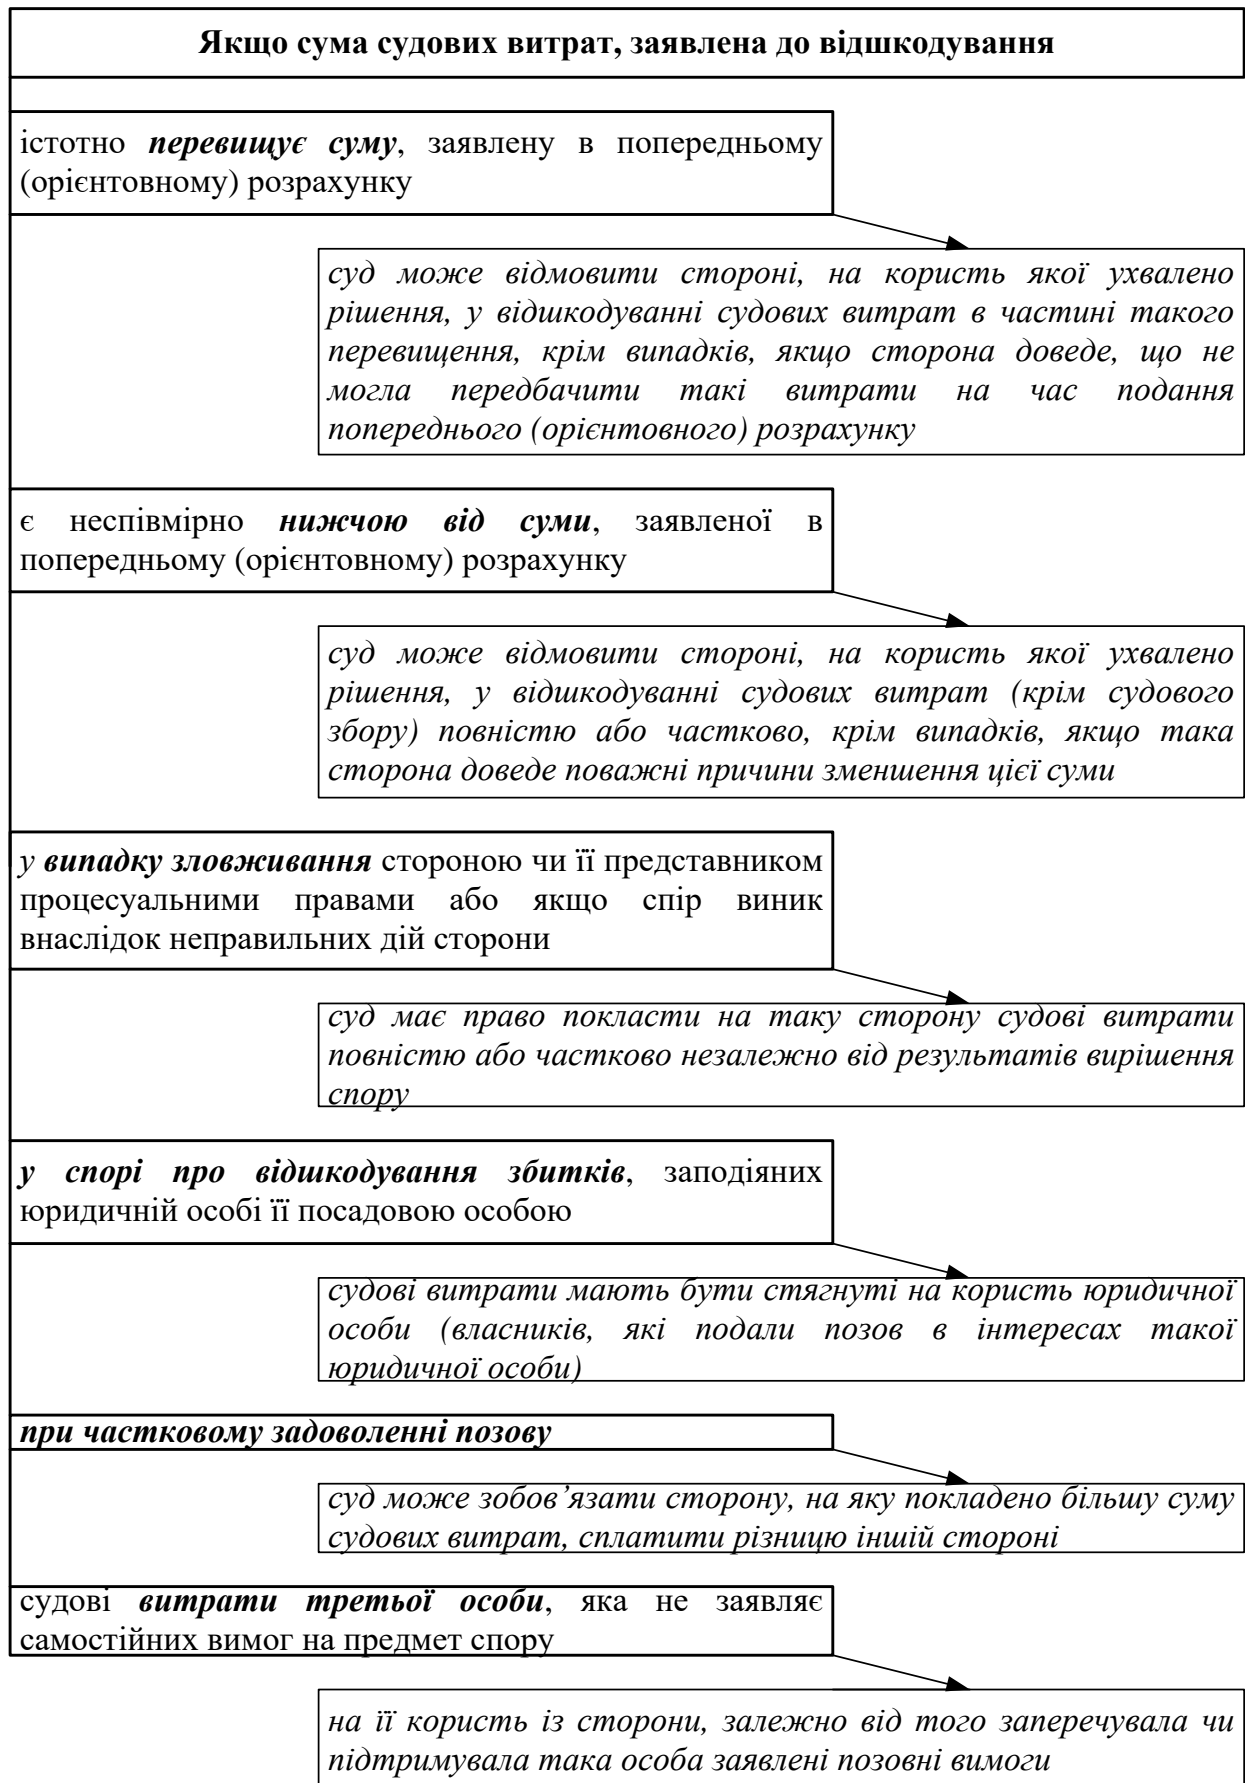 Якщо сума судових витрат, заявлена до відшкодування
істотно перевищує суму, заявлену в попередньому
(орієнтовному) розрахунку
суд може відмовити стороні, на користь якої ухвалено
рішення, у відшкодуванні судових витрат в частині такого
перевищення, крім випадків, якщо сторона доведе, що не
могла передбачити такі витрати на час подання
попереднього (орієнтовного) розрахунку
є неспівмірно нижчою від суми, заявленої в
попередньому (орієнтовному) розрахунку
суд може відмовити стороні, на користь якої ухвалено
рішення, у відшкодуванні судових витрат (крім судового
збору) повністю або частково, крім випадків, якщо така
сторона доведе поважні причини зменшення цієї суми
у випадку зловживання стороною чи її представником
процесуальними правами або якщо спір виник
внаслідок неправильних дій сторони
суд має право покласти на таку сторону судові витрати
повністю або частково незалежно від результатів вирішення
спору
у спорі про відшкодування збитків, заподіяних
юридичній особі її посадовою особою
судові витрати мають бути стягнуті на користь юридичної
особи (власників, які подали позов в інтересах такої
юридичної особи)
при частковому задоволенні позову
суд може зобов’язати сторону, на яку покладено більшу суму
судових витрат, сплатити різницю іншій стороні
судові витрати третьої особи, яка не заявляє
самостійних вимог на предмет спору
на її користь із сторони, залежно від того заперечувала чи
підтримувала така особа заявлені позовні вимоги